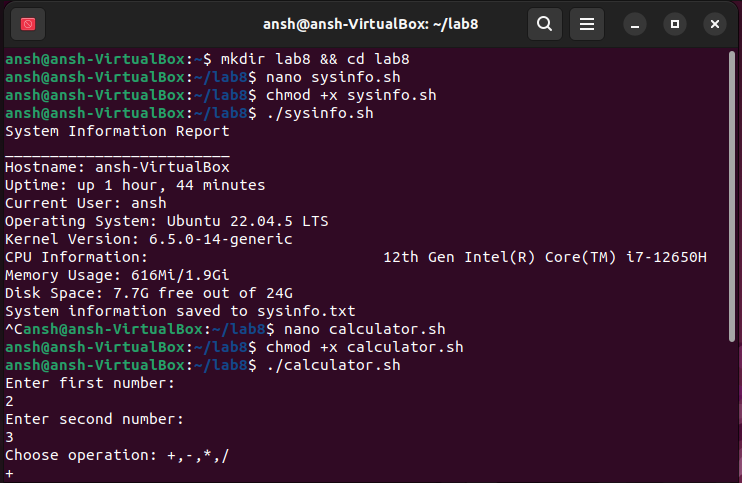 ansh@ansh-VirtualBox: ~/lab8
ansh@ansh-VirtualBox:~$ mkdir lab8 && cd lab8
ansh@ansh-VirtualBox:~/lab8$ nano sysinfo.sh
ansh@ansh-VirtualBox:~/lab8$ chmod +x sysinfo.sh
ansh@ansh-VirtualBox:~/lab8$ ./sysinfo.sh
System Information Report
_________________________
Hostname: ansh-VirtualBox
Uptime: up 1 hour, 44 minutes
Current User: ansh
Operating System: Ubuntu 22.04.5 LTS
Kernel Version: 6.5.0-14-generic
CPU Information:                          12th Gen Intel(R) Core(TM) i7-12650H
Memory Usage: 616Mi/1.9Gi
Disk Space: 7.7G free out of 24G
System information saved to sysinfo.txt
^Cansh@ansh-VirtualBox:~/lab8$ nano calculator.sh
ansh@ansh-VirtualBox:~/lab8$ chmod +x calculator.sh
ansh@ansh-VirtualBox:~/lab8$ ./calculator.sh
Enter first number:
2
Enter second number:
3
Choose operation: +,-,*,/
+